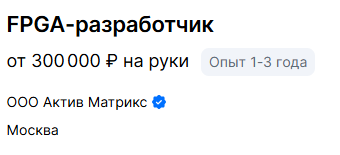 FPGA-разработчик
от 300 000 ₽ на руки Опыт 1-3 года
ООО Актив Матрикс
Москва